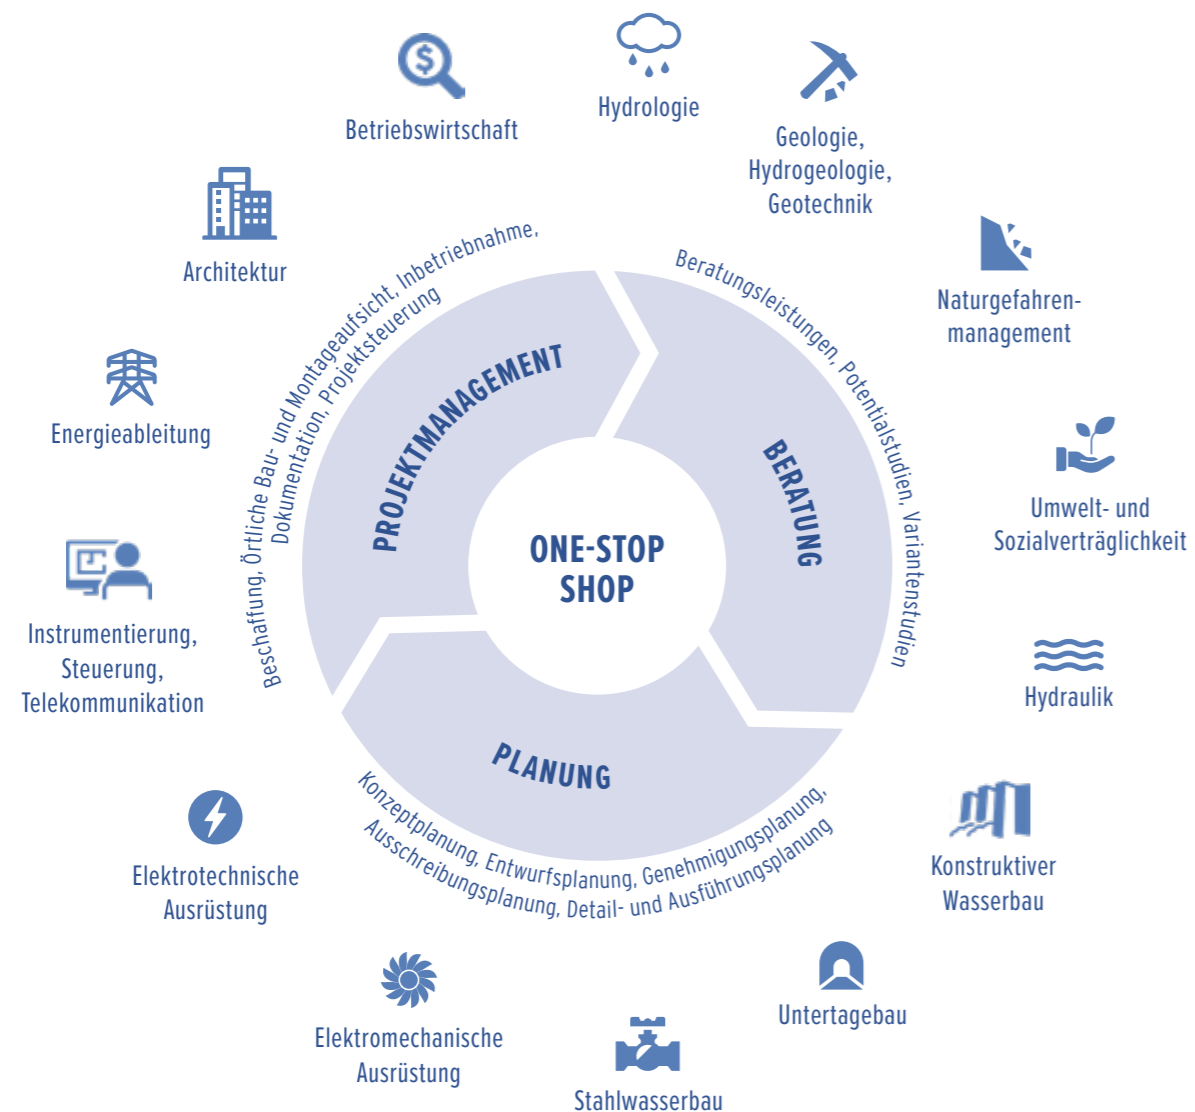 $
Hydrologie
Geologie,
Hydrogeologie,
Geotechnik
Naturgefahren-
management
Umwelt- und
Sozialverträglichkeit
Hydraulik
Konstruktiver
Wasserbau
Untertagebau
Stahlwasserbau
Elektromechanische
Ausrüstung
Elektrotechnische
Ausrüstung
Instrumentierung,
Steuerung,
Telekommunikation
Energieableitung
Architektur
Betriebswirtschaft
ONE-STOP
SHOP
BERATUNG
Beratungsleistungen, Potentialstudien, Variantenstudien
PLANUNG
Konzeptplanung, Entwurfsplanung, Genehmigungsplanung,
Ausschreibungsplanung, Detail- und Ausführungsplanung
PROJEKTMANAGEMENT
Beschaffung, Örtliche Bau- und Montageaufsicht, Inbetriebnahme,
Dokumentation, Projektsteuerung